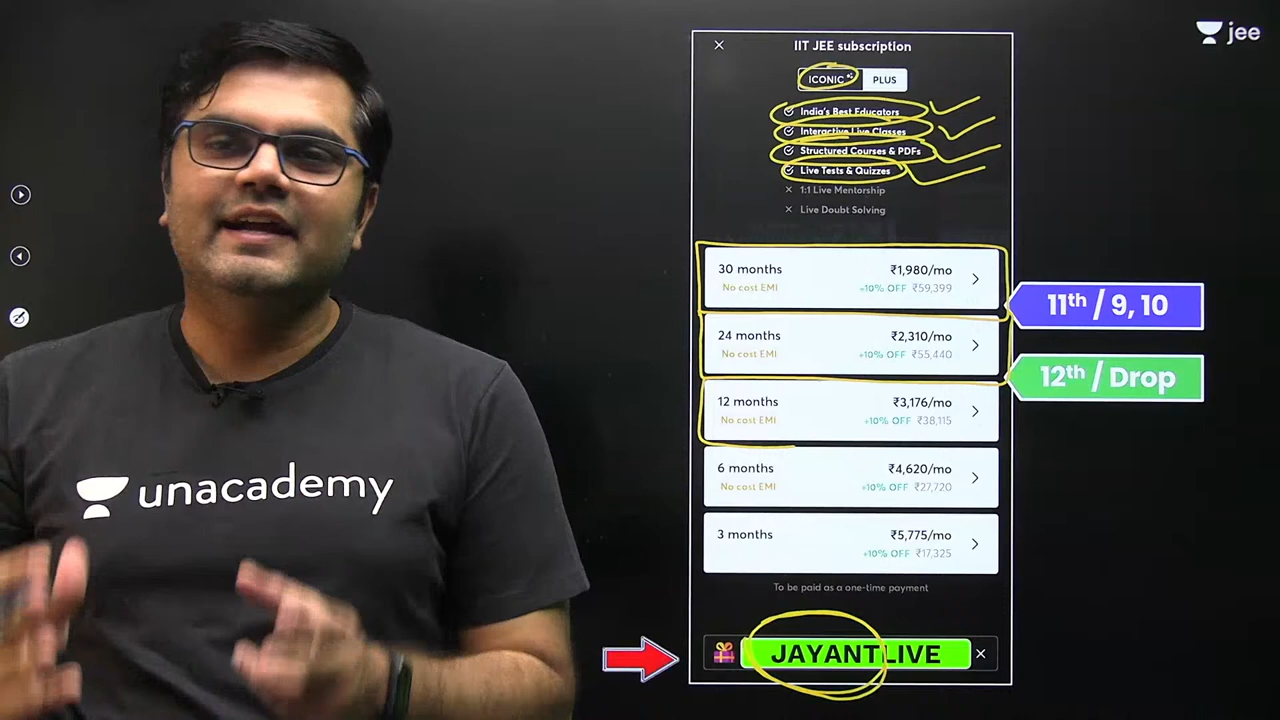 jee
IIT JEE subscription
ICONIC
PLUS
India's Best Educators
Interactive Live Classes
Structured Courses & PDFs
Live Tests & Quizzes
1:1 Live Mentorship
Live Doubt Solving
30 months ₹1,980/mo
No cost EMI +10% OFF ₹59,399
24 months ₹2,310/mo
No cost EMI +10% OFF ₹55,440
12 months ₹3,176/mo
No cost EMI +10% OFF ₹38,115
6 months ₹4,620/mo
No cost EMI +10% OFF ₹27,720
3 months ₹5,775/mo
+10% OFF ₹17,325
To be paid as a one-time payment
JAYANTLIVE
11th / 9, 10
12th / Drop
unacademy